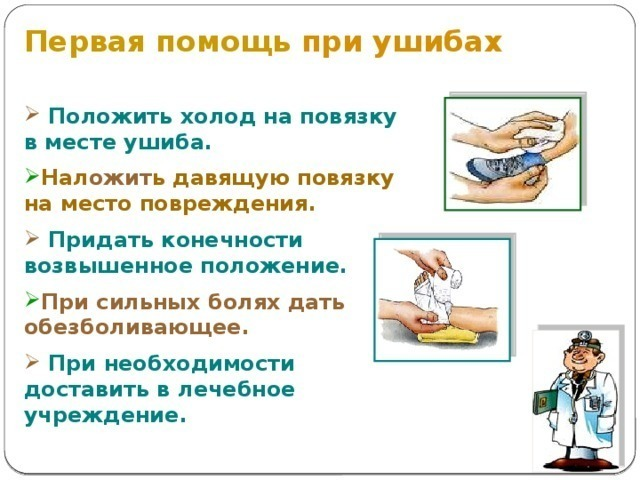 Первая помощь при ушибах
Положить холод на повязку
в месте ушиба.
Наложить давящую повязку
на место повреждения.
Придать конечности
возвышенное положение.
При сильных болях дать
обезболивающее.
При необходимости
доставить в лечебное
учреждение.